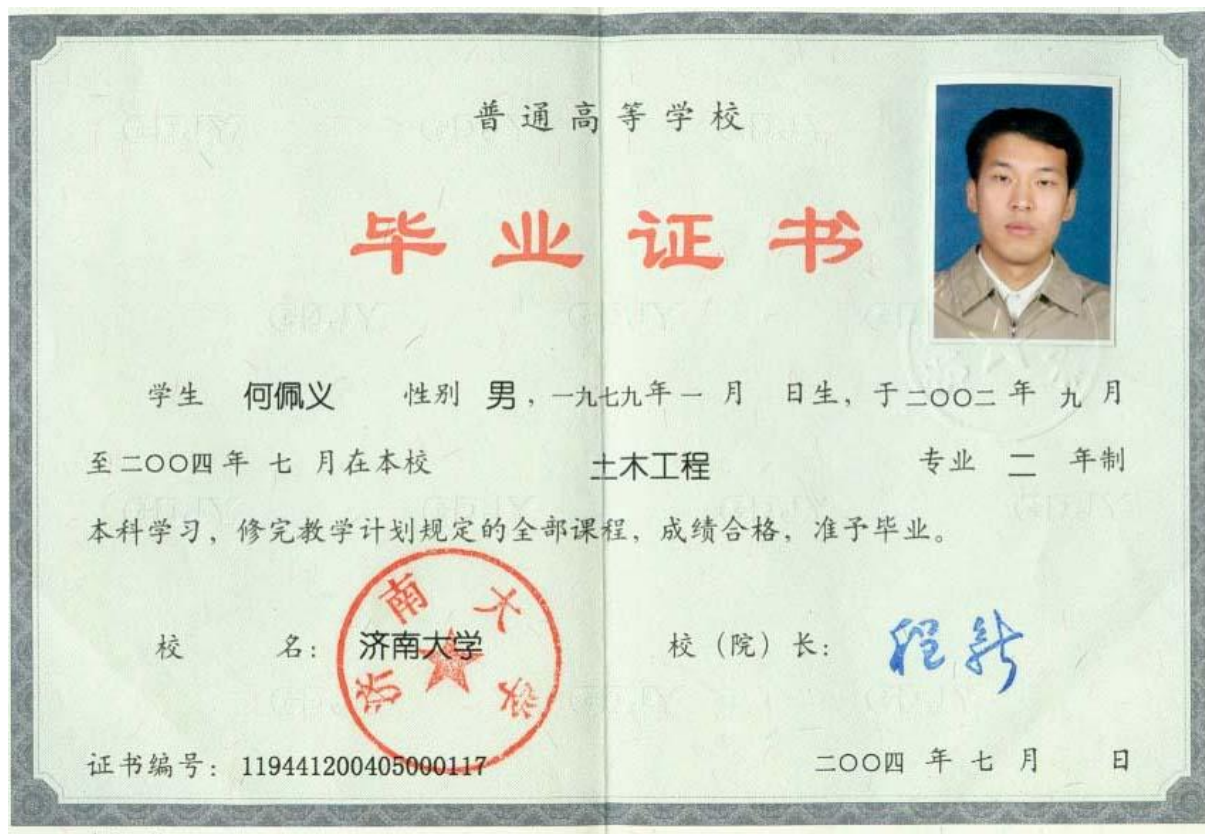 普通高等学校
毕业证书
学生 何佩义 性别 男，一九七九年一月 日生，于二〇〇二年 九月
至二〇〇四年 七月在本校 土木工程 专业 二 年制
本科学习，修完教学计划规定的全部课程，成绩合格，准予毕业。
济南大学
校 名： 济南大学 校（院）长： 程新
证书编号：119441200405000117 二〇〇四 年 七 月 日